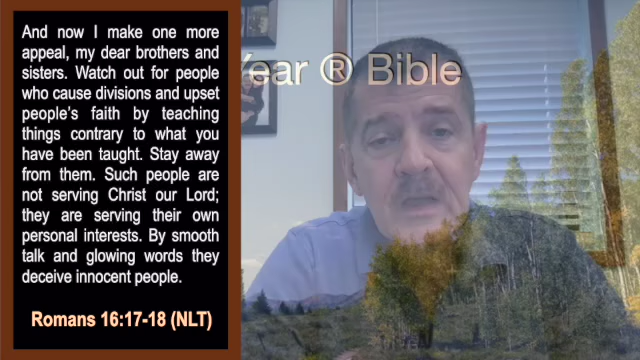 And now I make one more
appeal, my dear brothers and
sisters. Watch out for people
who cause divisions and upset
people's faith by teaching
things contrary to what you
have been taught. Stay away
from them. Such people are
not serving Christ our Lord;
they are serving their own
personal interests. By smooth
talk and glowing words they
deceive innocent people.
Romans 16:17-18 (NLT)
Year ® Bible